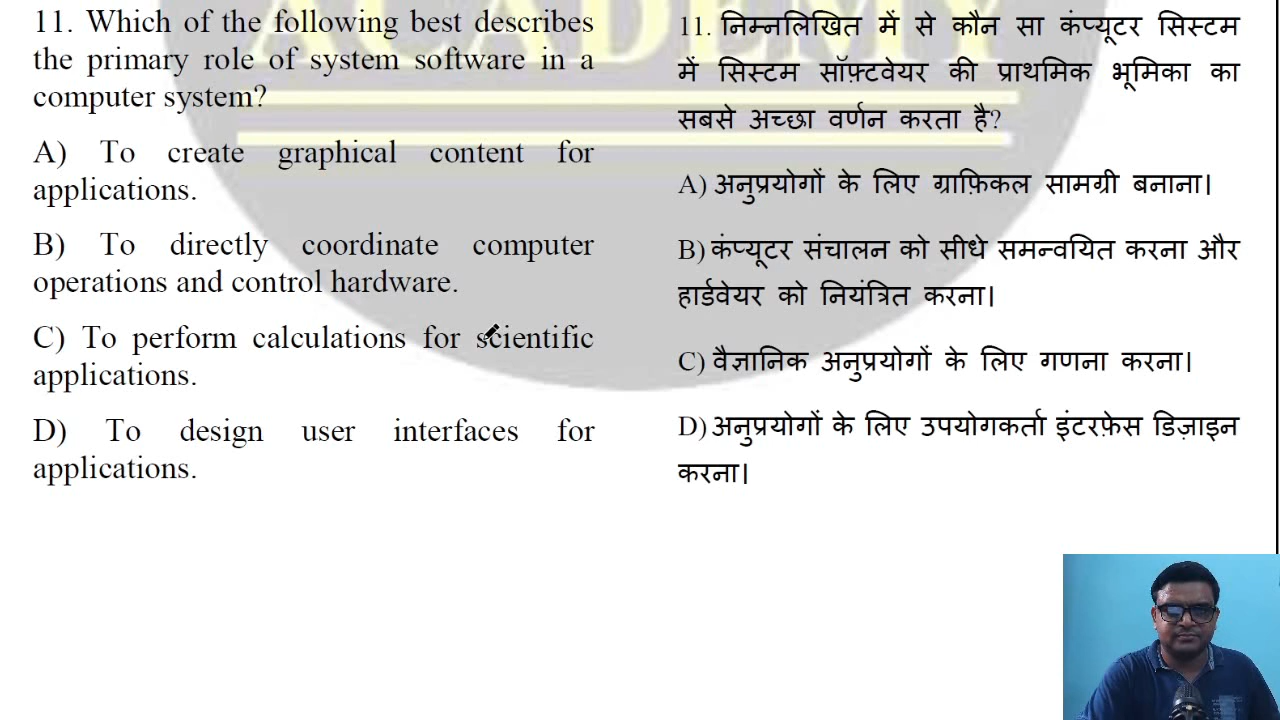 ACADEMY
11. Which of the following best describes
the primary role of system software in a
computer system?
A) To create graphical content for
applications.
B) To directly coordinate computer
operations and control hardware.
C) To perform calculations for scientific
applications.
D) To design user interfaces for
applications.
11. निम्नलिखित में से कौन सा कंप्यूटर सिस्टम
में सिस्टम सॉफ़्टवेयर की प्राथमिक भूमिका का
सबसे अच्छा वर्णन करता है?
A) अनुप्रयोगों के लिए ग्राफ़िकल सामग्री बनाना।
B) कंप्यूटर संचालन को सीधे समन्वयित करना और
हार्डवेयर को नियंत्रित करना।
C) वैज्ञानिक अनुप्रयोगों के लिए गणना करना।
D) अनुप्रयोगों के लिए उपयोगकर्ता इंटरफ़ेस डिज़ाइन
करना।